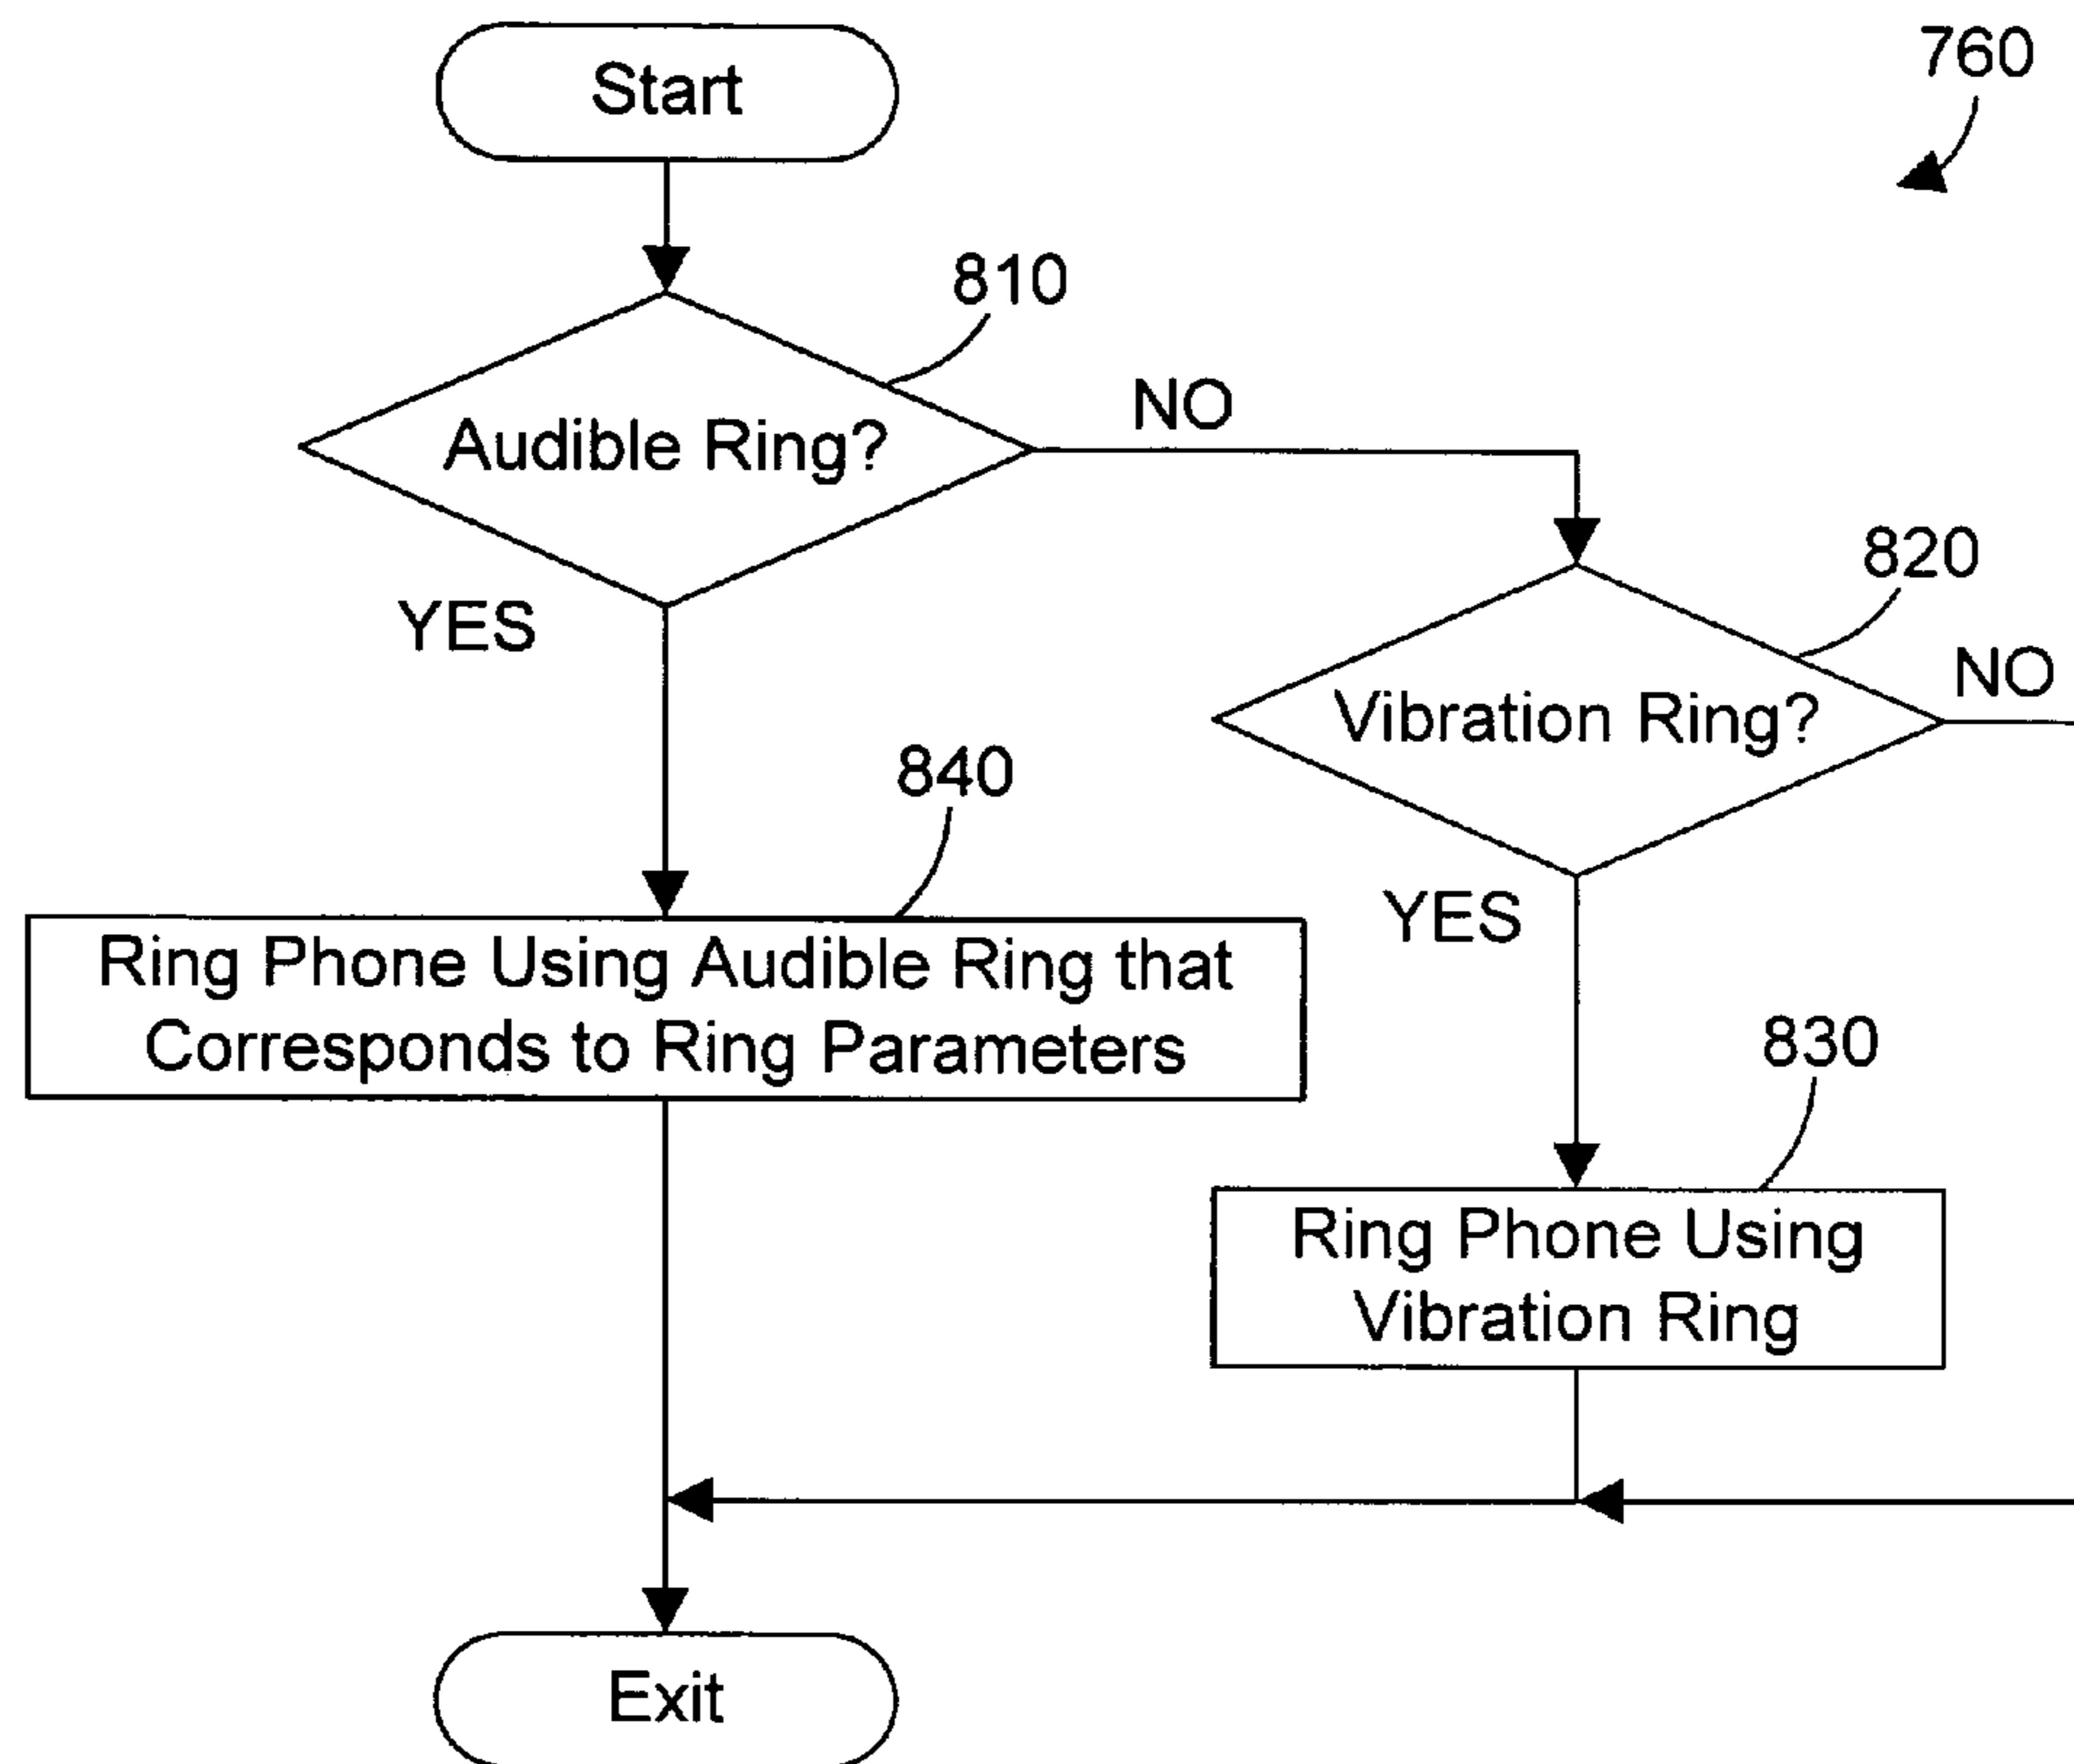 Start
760
810
Audible Ring?
NO
YES
820
Vibration Ring?
NO
840
YES
Ring Phone Using Audible Ring that
Corresponds to Ring Parameters
830
Ring Phone Using
Vibration Ring
Exit